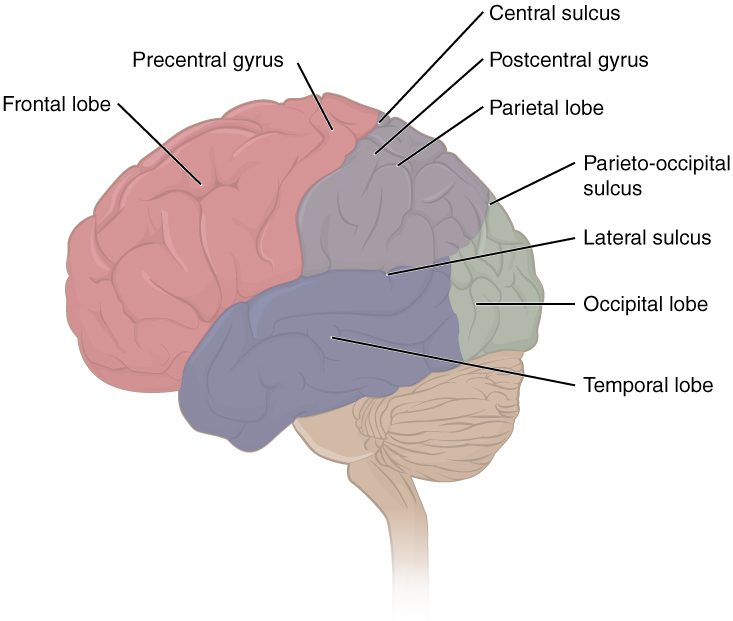 Central sulcus
Precentral gyrus
Postcentral gyrus
Frontal lobe
Parietal lobe
Parieto-occipital
sulcus
Lateral sulcus
Occipital lobe
Temporal lobe